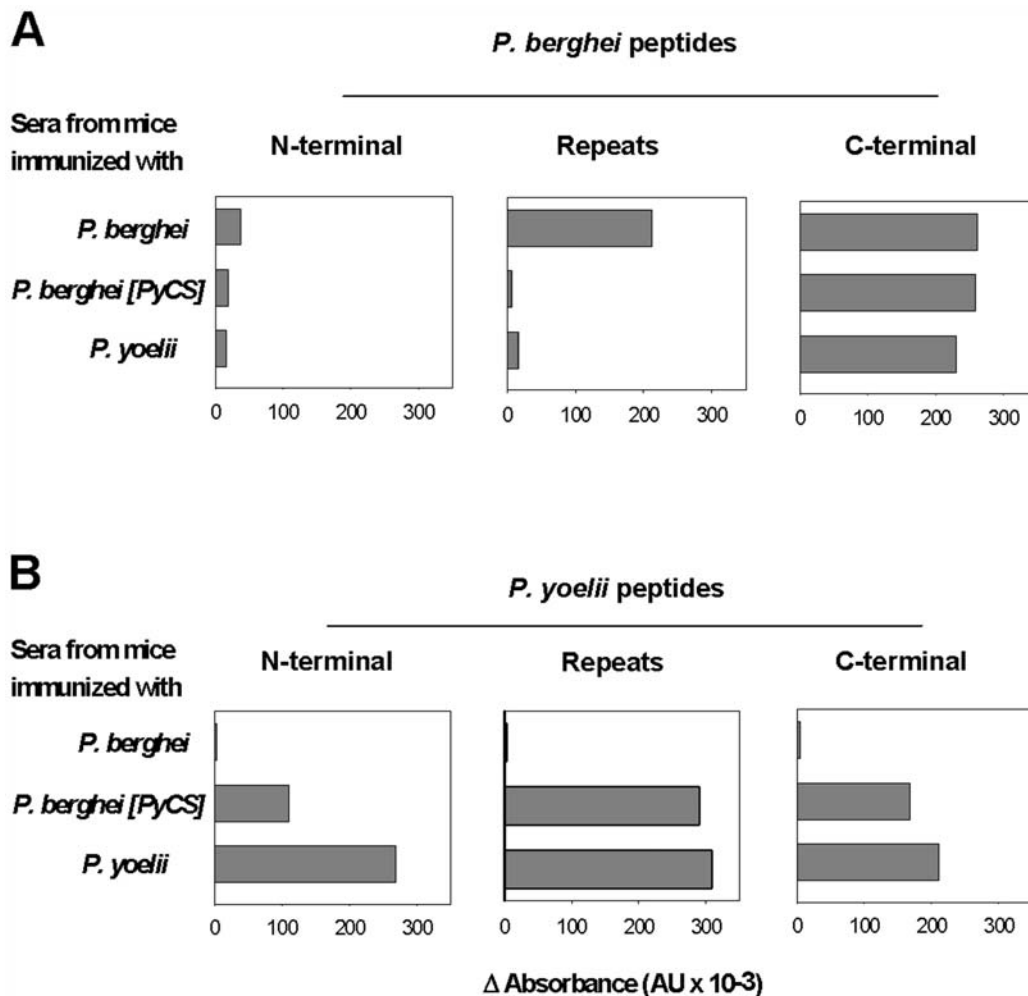 A
P. berghei peptides
Sera from mice
immunized with
N-terminal
Repeats
C-terminal
P. berghei
P. berghei [PyCS]
P. yoelii
0 100 200 300
0 100 200 300
0 100 200 300
B
P. yoelii peptides
Sera from mice
immunized with
N-terminal
Repeats
C-terminal
P. berghei
P. berghei [PyCS]
P. yoelii
0 100 200 300
0 100 200 300
0 100 200 300
Δ Absorbance (AU x 10-3)